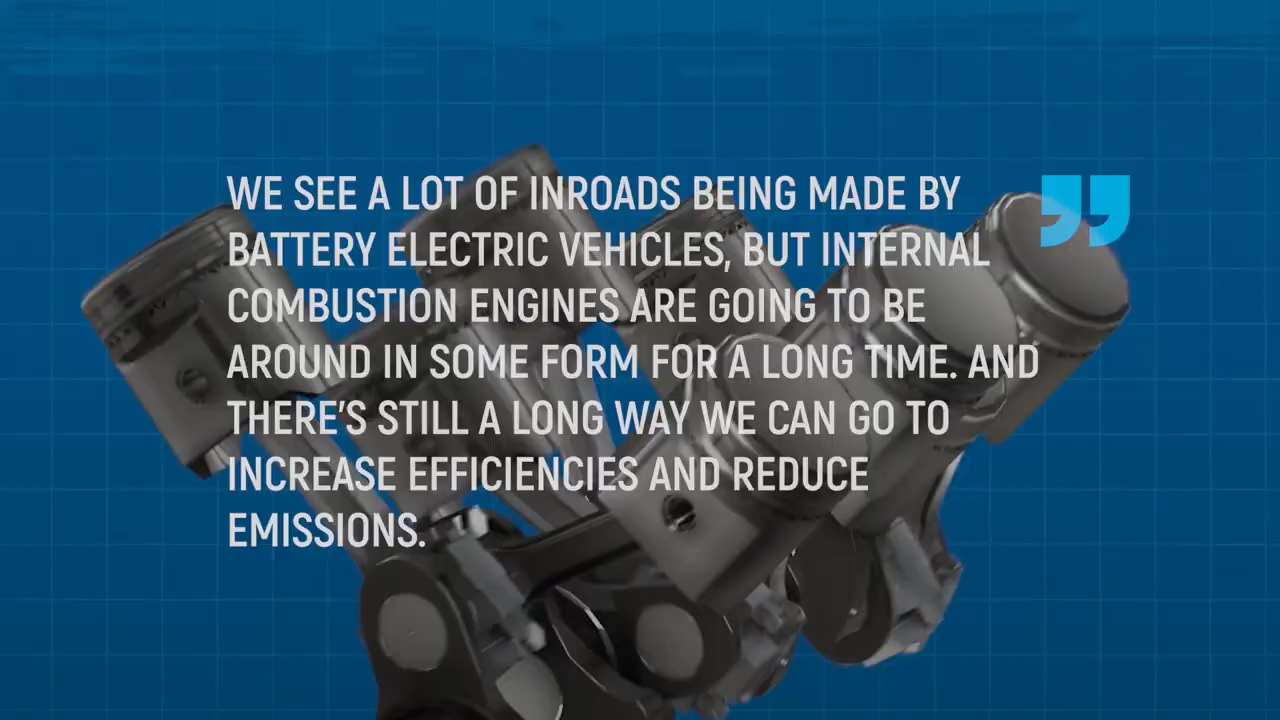 WE SEE A LOT OF INROADS BEING MADE BY
BATTERY ELECTRIC VEHICLES, BUT INTERNAL
COMBUSTION ENGINES ARE GOING TO BE
AROUND IN SOME FORM FOR A LONG TIME. AND
THERE’S STILL A LONG WAY WE CAN GO TO
INCREASE EFFICIENCIES AND REDUCE
EMISSIONS.
”